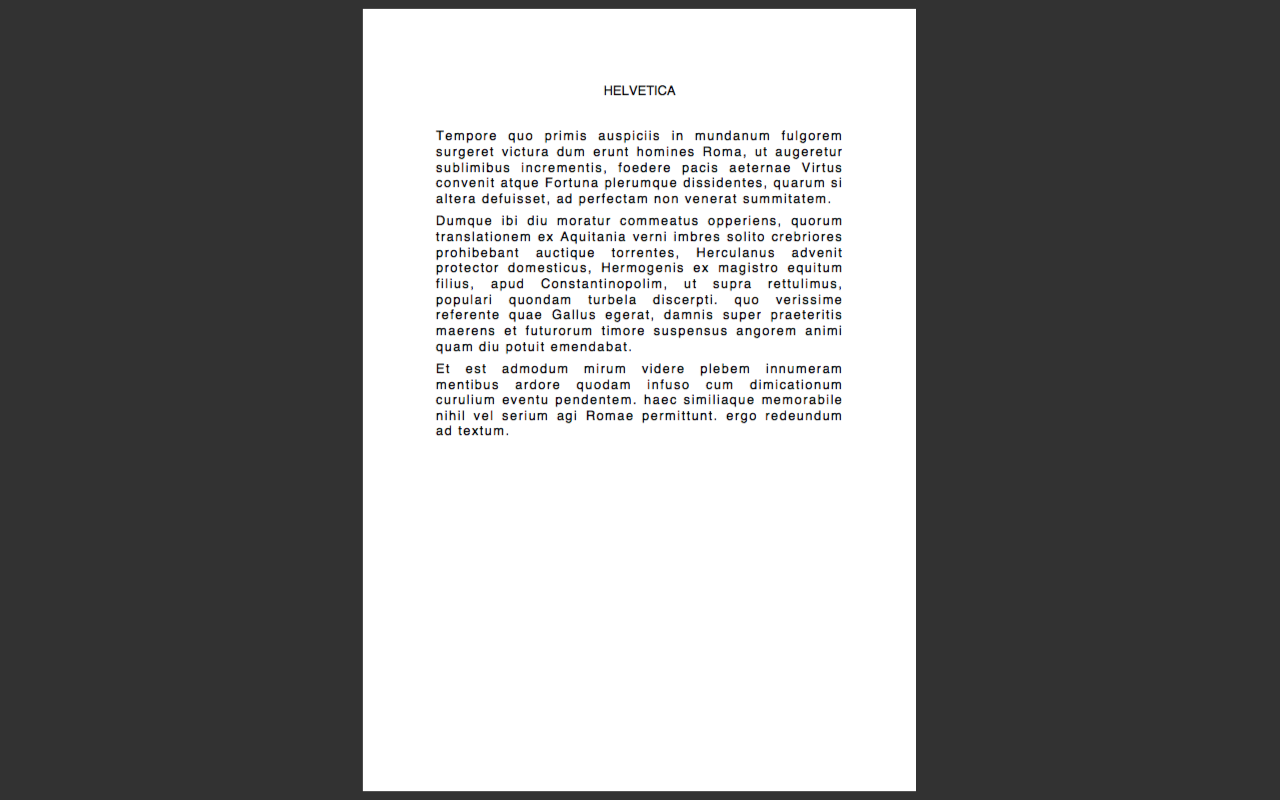 HELVETICA
Tempore quo primis auspiciis in mundanum fulgorem
surgeret victura dum erunt homines Roma, ut augeretur
sublimibus incrementis, foedere pacis aeternae Virtus
convenit atque Fortuna plerumque dissidentes, quarum si
altera defuisset, ad perfectam non venerat summitatem.
Dumque ibi diu moratur commeatus opperiens, quorum
translationem ex Aquitania verni imbres solito crebriores
prohibebant auctique torrentes, Herculanus advenit
protector domesticus, Hermogenis ex magistro equitum
filius, apud Constantinopolim, ut supra rettulimus,
populari quondam turbela discerpti. quo verissime
referente quae Gallus egerat, damnis super praeteritis
maerens et futurorum timore suspensus angorem animi
quam diu potuit emendabat.
Et est admodum mirum videre plebem innumeram
mentibus ardore quodam infuso cum dimicationum
curulium eventu pendentem. haec similiaque memorabile
nihil vel serium agi Romae permittunt. ergo redeundum
ad textum.